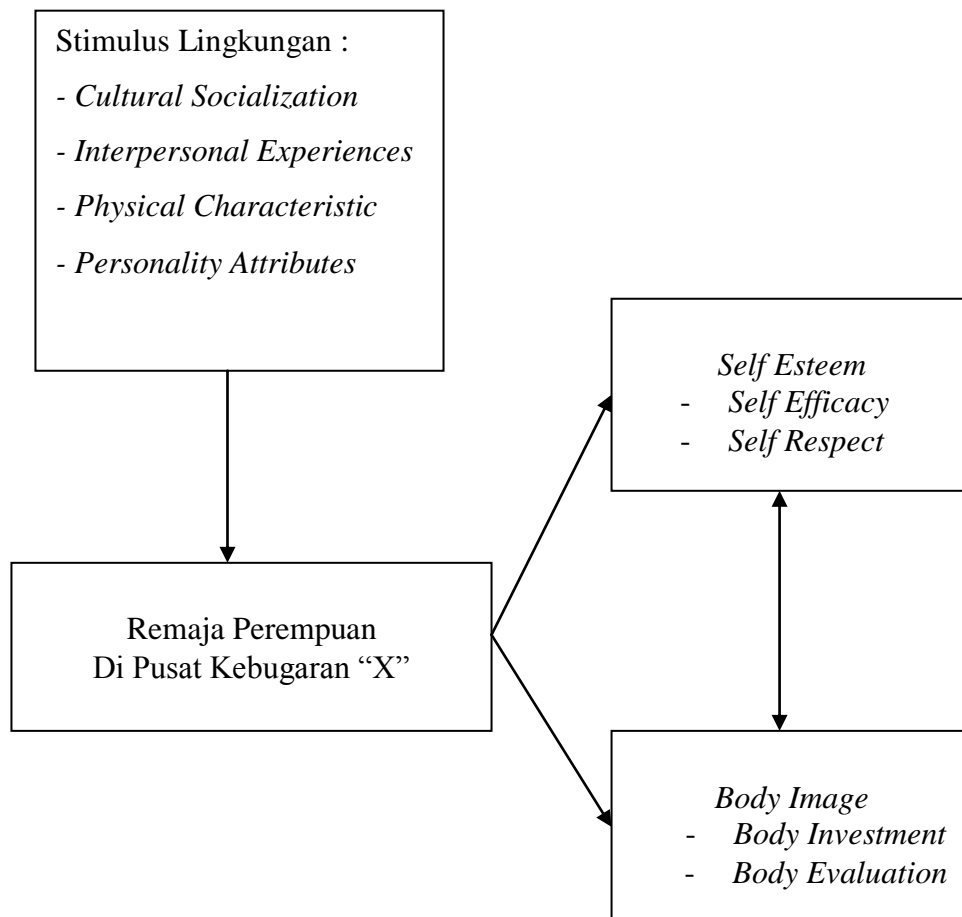 Stimulus Lingkungan :
- Cultural Socialization
- Interpersonal Experiences
- Physical Characteristic
- Personality Attributes
Self Esteem
- Self Efficacy
- Self Respect
Remaja Perempuan
Di Pusat Kebugaran “X”
Body Image
- Body Investment
- Body Evaluation